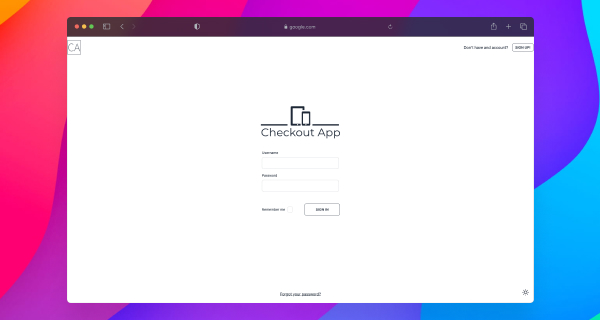 google.com
CA
Don't have and account?
SIGN UP!
Checkout App
Username
Password
Remember me
SIGN IN!
Forgot your password?